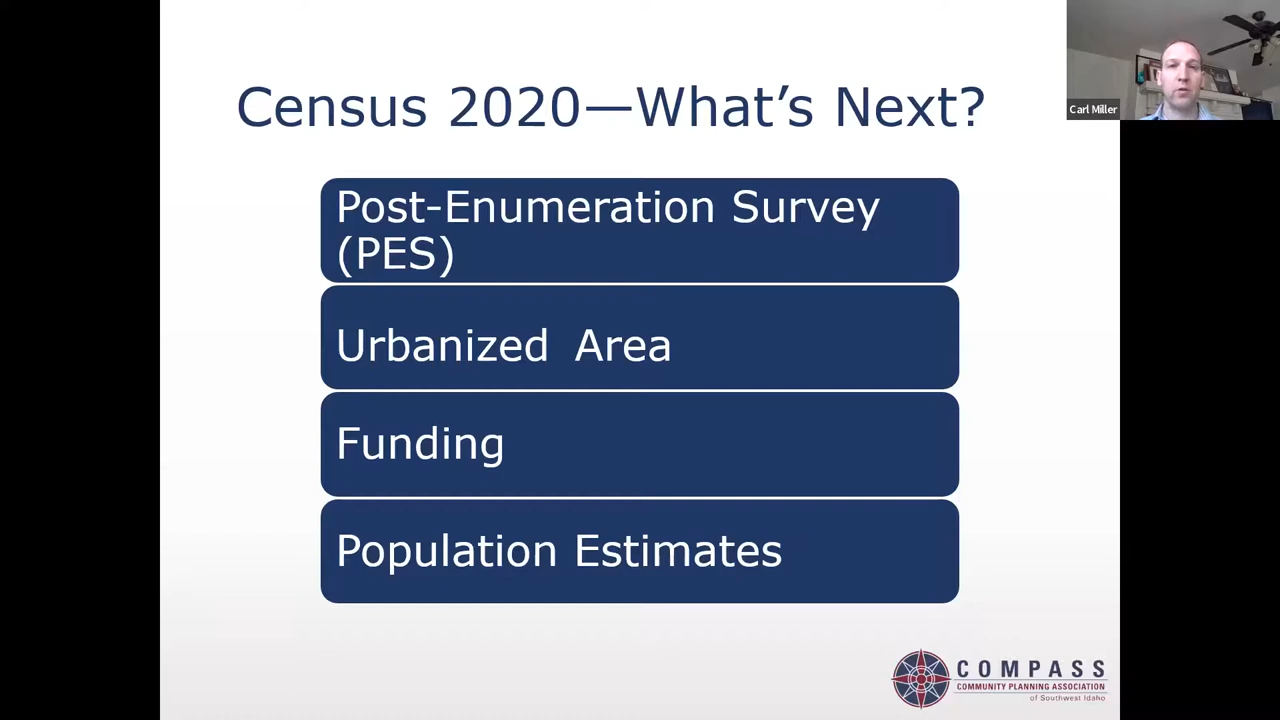 Census 2020—What's Next?
Carl Miller
Post-Enumeration Survey
(PES)
Urbanized Area
Funding
Population Estimates
COMPASS
COMMUNITY PLANNING ASSOCIATION
of Southwest Idaho